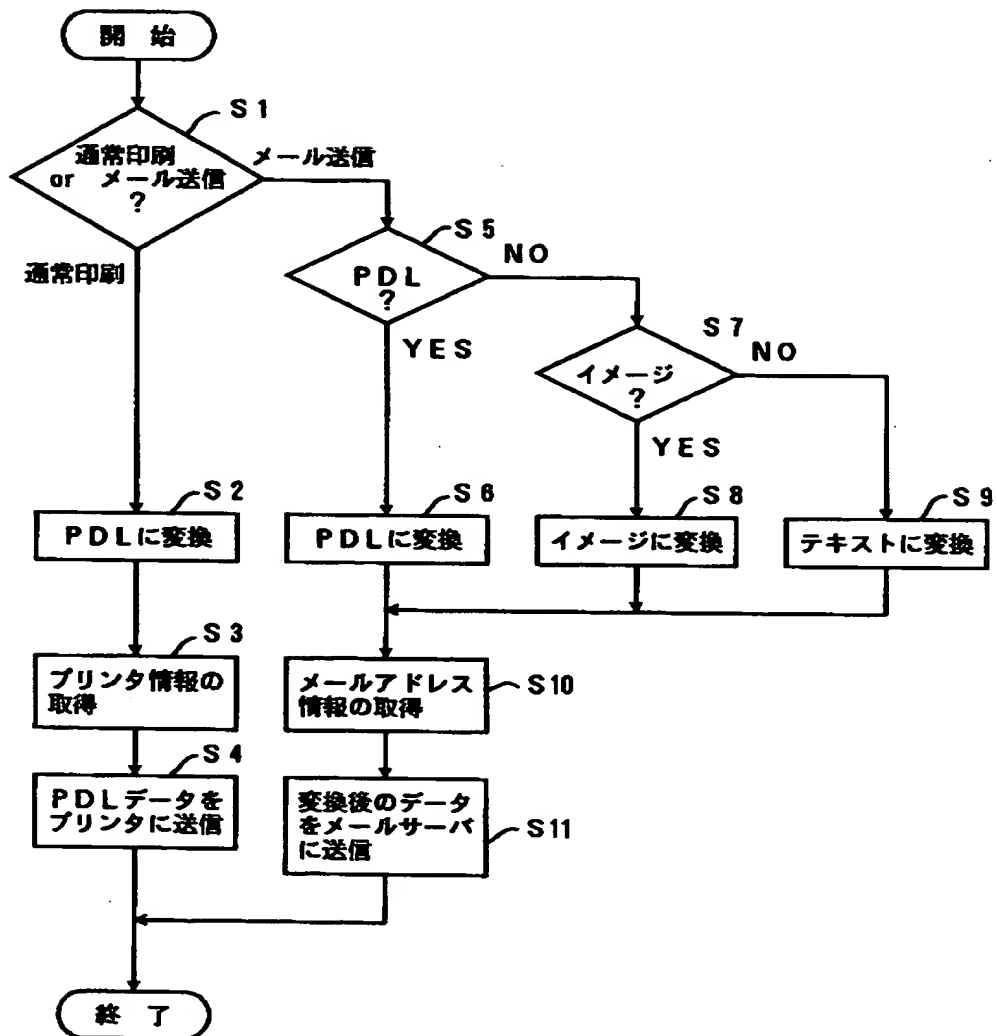 開 始
S1
通常印刷
or メール送信
?
メール送信
通常印刷
S5
PDL
?
NO
YES
S7
イメージ
?
NO
YES
S2
PDLに変換
S6
PDLに変換
S8
イメージに変換
S9
テキストに変換
S3
プリンタ情報の
取得
メールアドレス
情報の取得
S10
S4
PDLデータを
プリンタに送信
変換後のデータ
をメールサーバ
に送信
S11
終 了